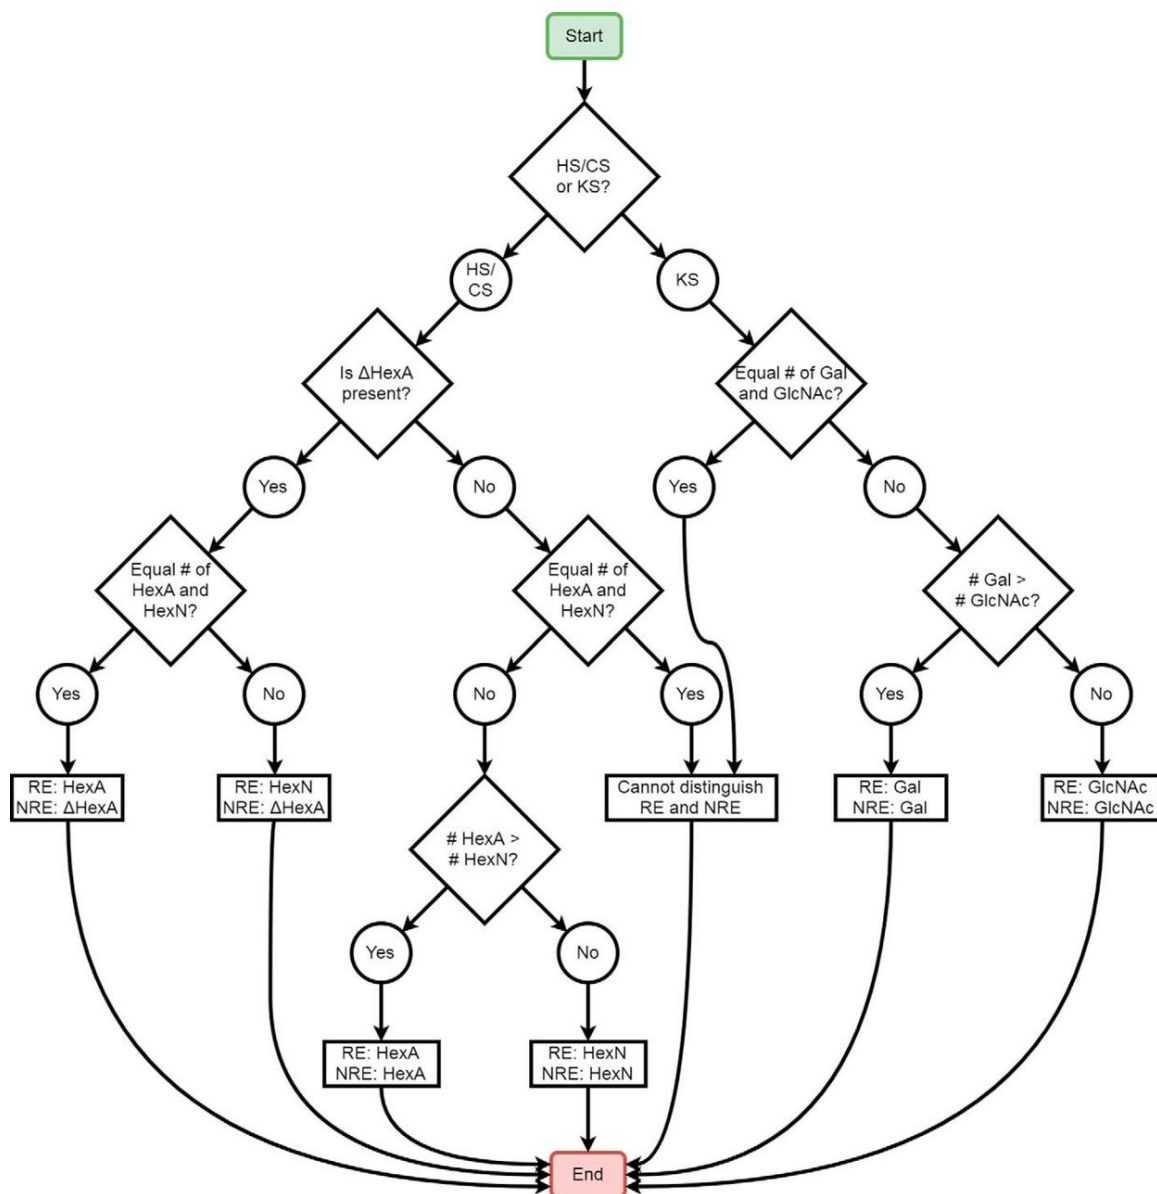 Start
HS/CS
or KS?
HS/
CS
KS
Is ΔHexA
present?
Equal # of Gal
and GlcNAc?
Yes
No
Yes
No
Equal # of
HexA and
HexN?
Equal # of
HexA and
HexN?
# Gal >
# GlcNAc?
Yes
No
No
Yes
Yes
No
RE: HexA
NRE: ΔHexA
RE: HexN
NRE: ΔHexA
Cannot distinguish
RE and NRE
RE: Gal
NRE: Gal
RE: GlcNAc
NRE: GlcNAc
# HexA >
# HexN?
Yes
No
RE: HexA
NRE: HexA
RE: HexN
NRE: HexN
End